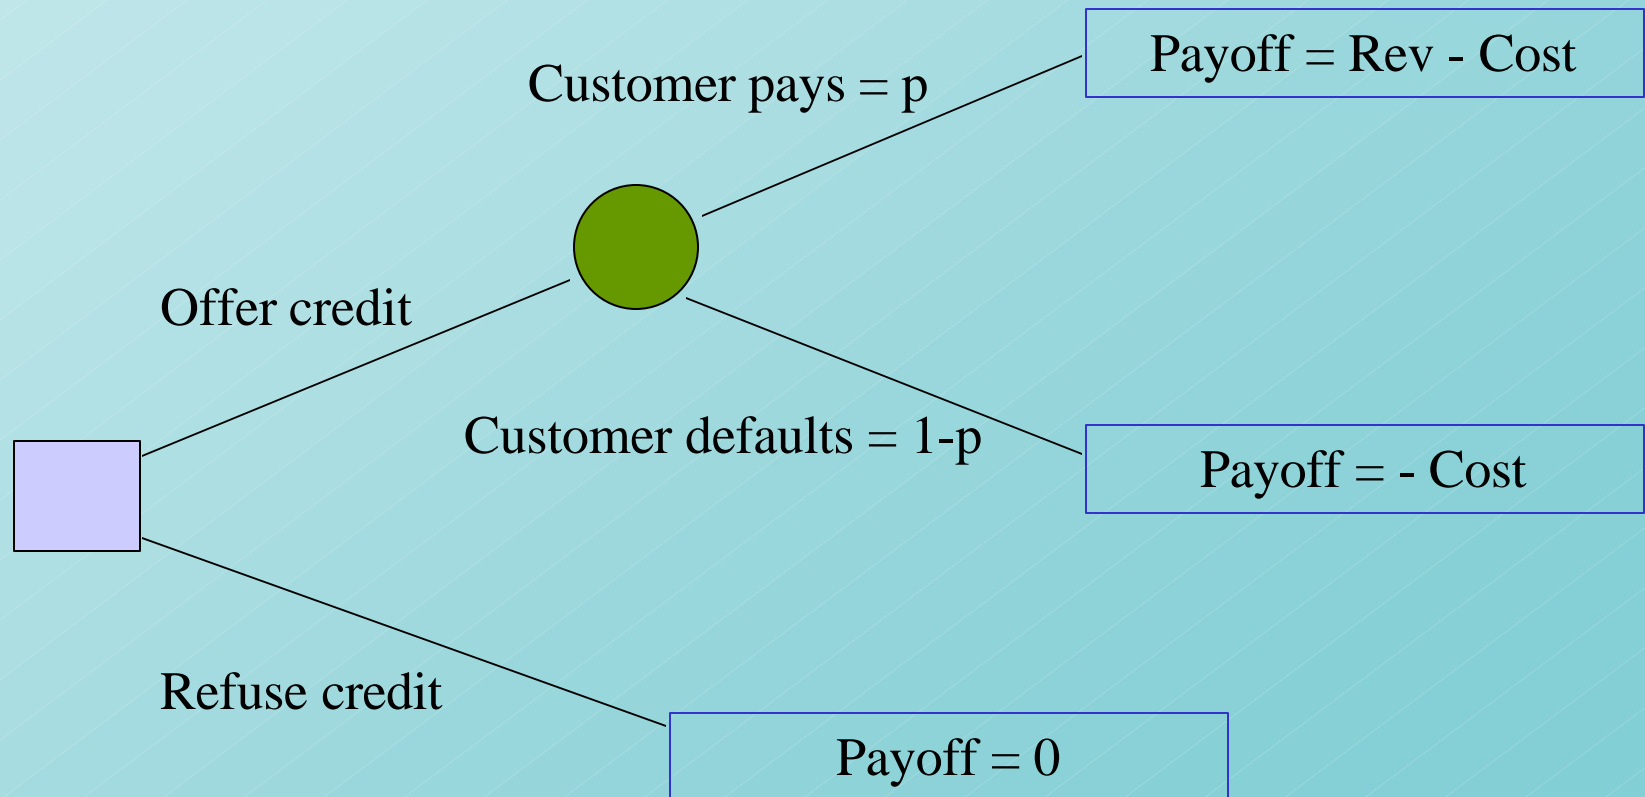 Payoff = Rev - Cost
Customer pays = p
Offer credit
Customer defaults = 1-p
Payoff = - Cost
Refuse credit
Payoff = 0